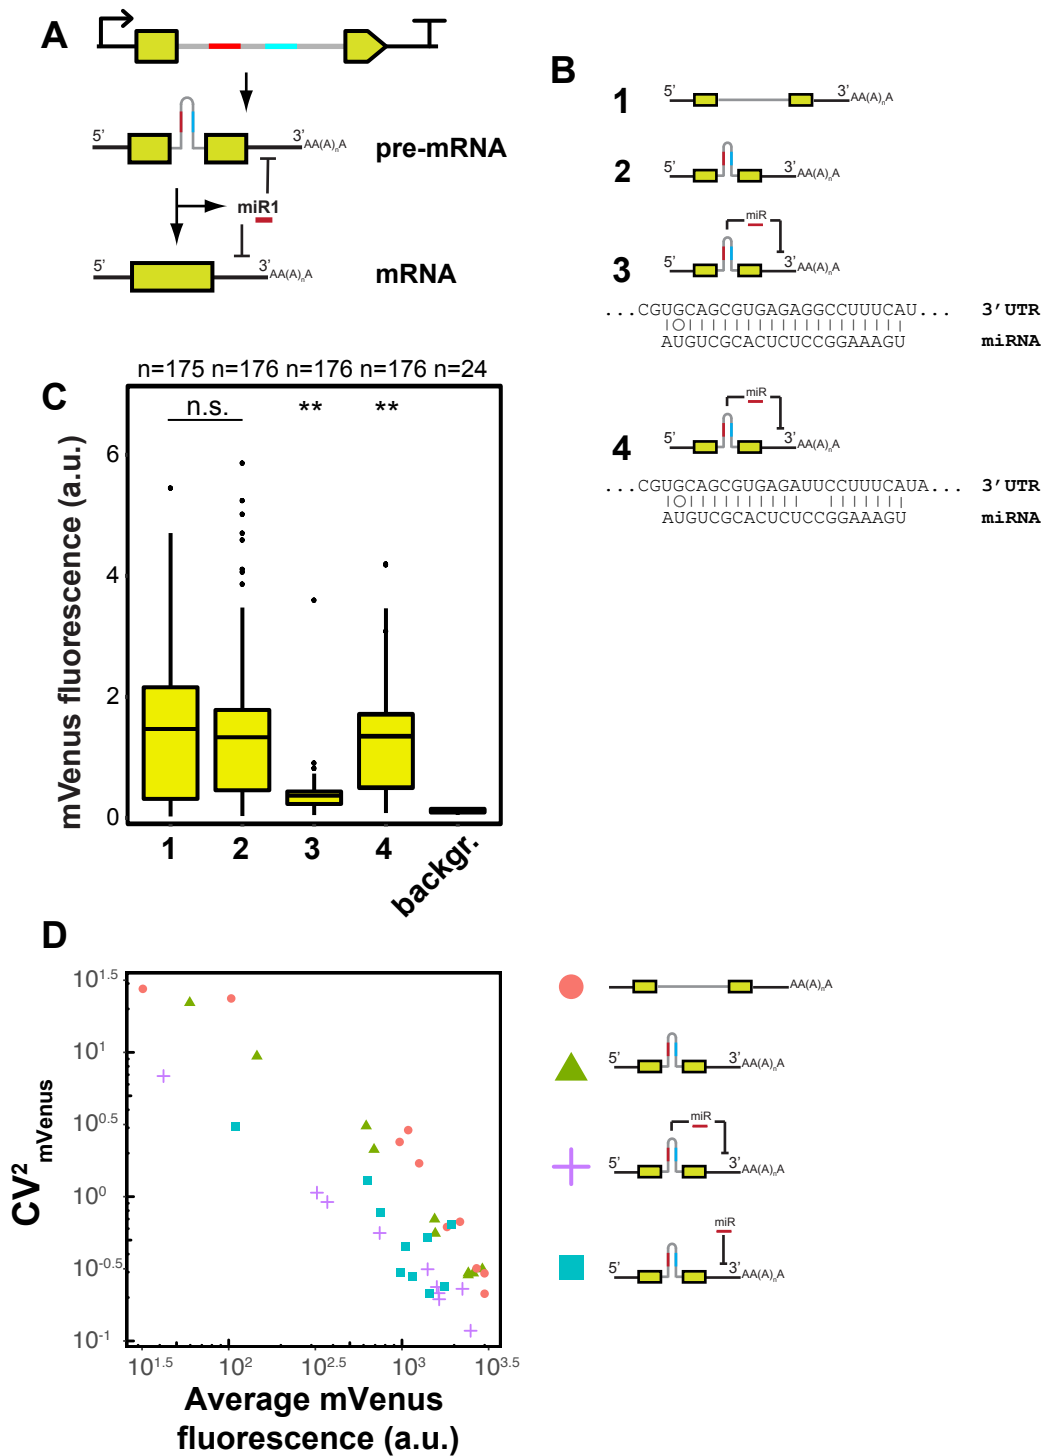 A
5' 3' AA(A)nA pre-mRNA
miR1
5' 3' AA(A)nA mRNA
B
1 5' 3' AA(A)nA
2 5' 3' AA(A)nA
miR
3 5' 3' AA(A)nA
...CGUGCAGCGUGAGAGGCCUUUCAU... 3'UTR
AUGUCGCACUCUCCGGAAAGU miRNA
miR
4 5' 3' AA(A)nA
...CGUGCAGCGUGAGAUUCCUUUCAUA... 3'UTR
AUGUCGCACUCUCCGGAAAGU miRNA
C
n=175 n=176 n=176 n=176 n=24
n.s. ** **
mVenus fluorescence (a.u.)
6
4
2
0
1 2 3 4 backgr.
D
CV² mVenus
10^1.5
10^1
10^0.5
10^0
10^-0.5
10^-1
10^1.5 10^2 10^2.5 10^3 10^3.5
Average mVenus
fluorescence (a.u.)
AA(A)nA
5' 3' AA(A)nA
miR
5' 3' AA(A)nA
miR
5' 3' AA(A)nA